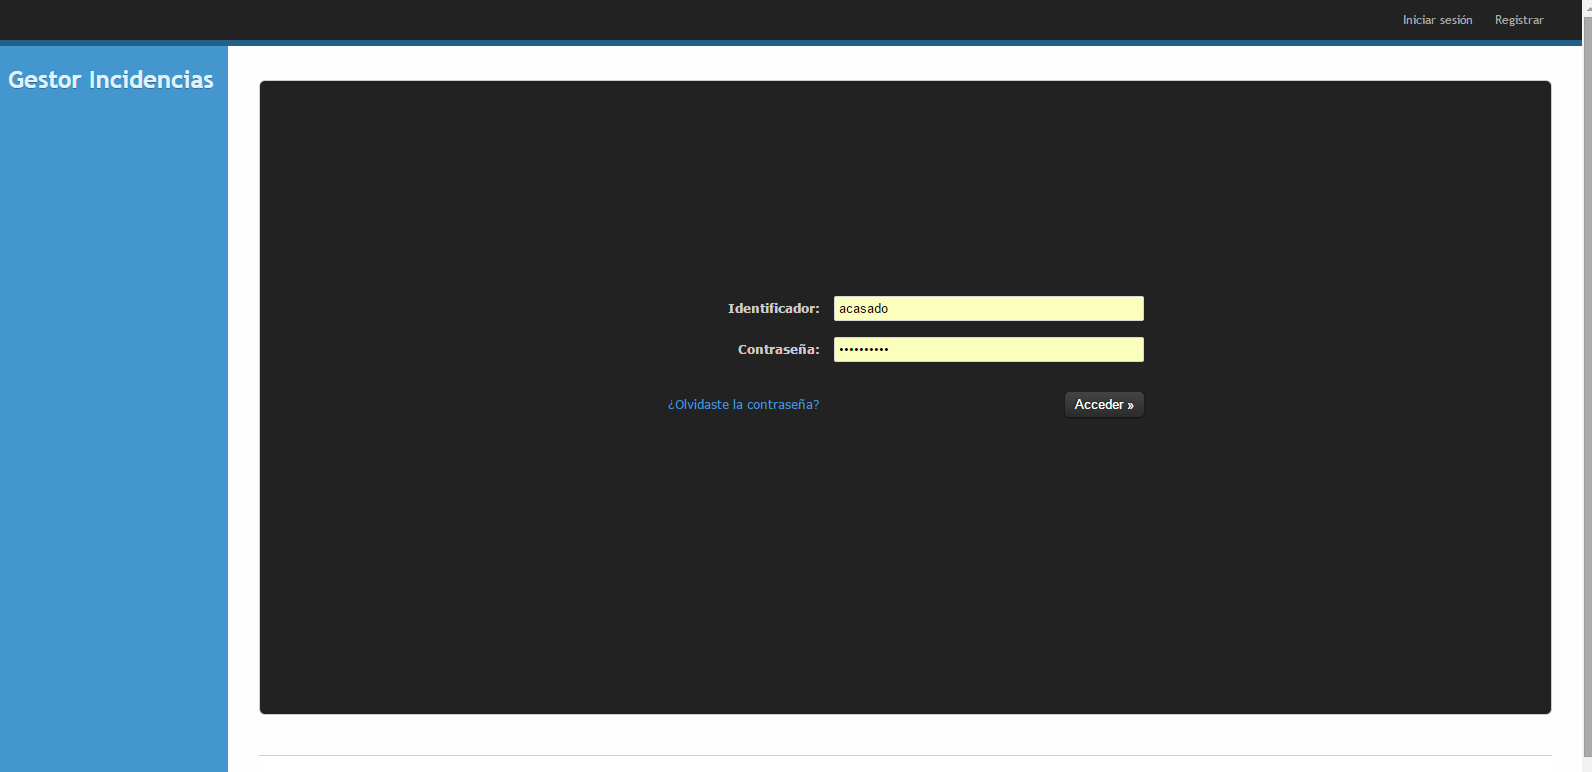 Iniciar sesión Registrar
Gestor Incidencias
Identificador: acasado
Contraseña: ••••••••••
¿Olvidaste la contraseña? Acceder »